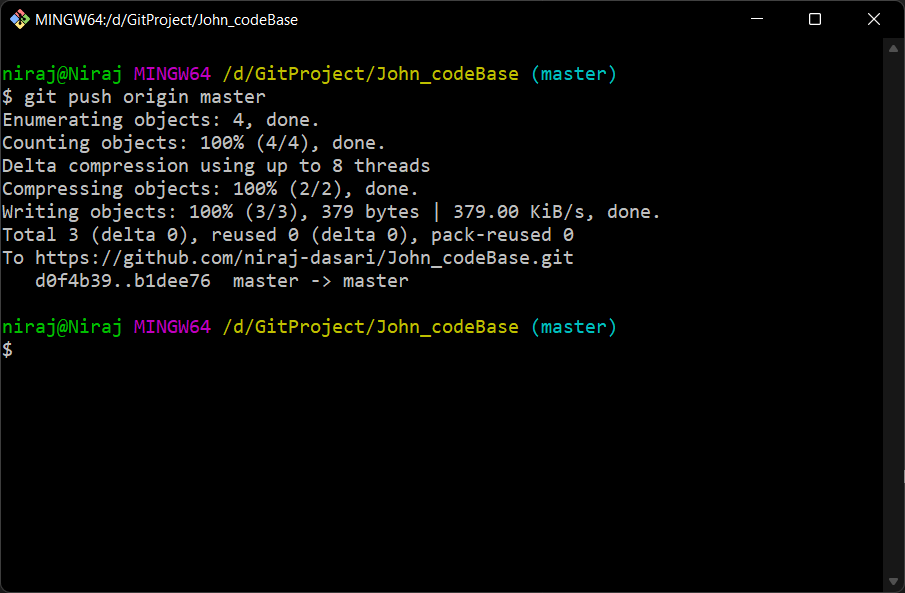 MINGW64:/d/GitProject/John_codeBase
niraj@Niraj MINGW64 /d/GitProject/John_codeBase (master)
$ git push origin master
Enumerating objects: 4, done.
Counting objects: 100% (4/4), done.
Delta compression using up to 8 threads
Compressing objects: 100% (2/2), done.
Writing objects: 100% (3/3), 379 bytes | 379.00 KiB/s, done.
Total 3 (delta 0), reused 0 (delta 0), pack-reused 0
To https://github.com/niraj-dasari/John_codeBase.git
   d0f4b39..b1dee76  master -> master
niraj@Niraj MINGW64 /d/GitProject/John_codeBase (master)
$